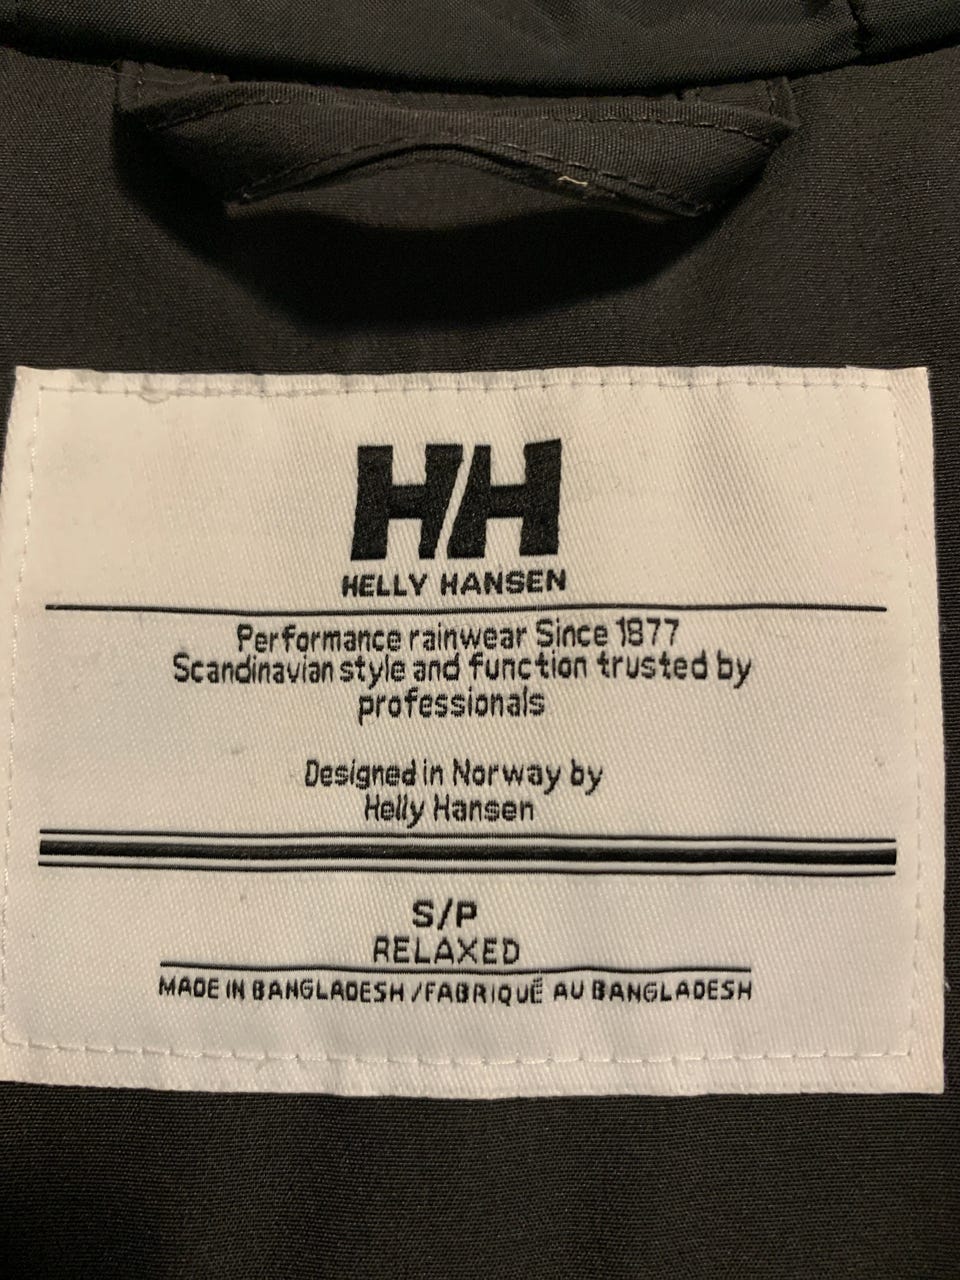 HH
HELLY HANSEN
Performance rainwear Since 1877
Scandinavian style and function trusted by
professionals
Designed in Norway by
Helly Hansen
S/P
RELAXED
MADE IN BANGLADESH / FABRIQUÉ AU BANGLADESH